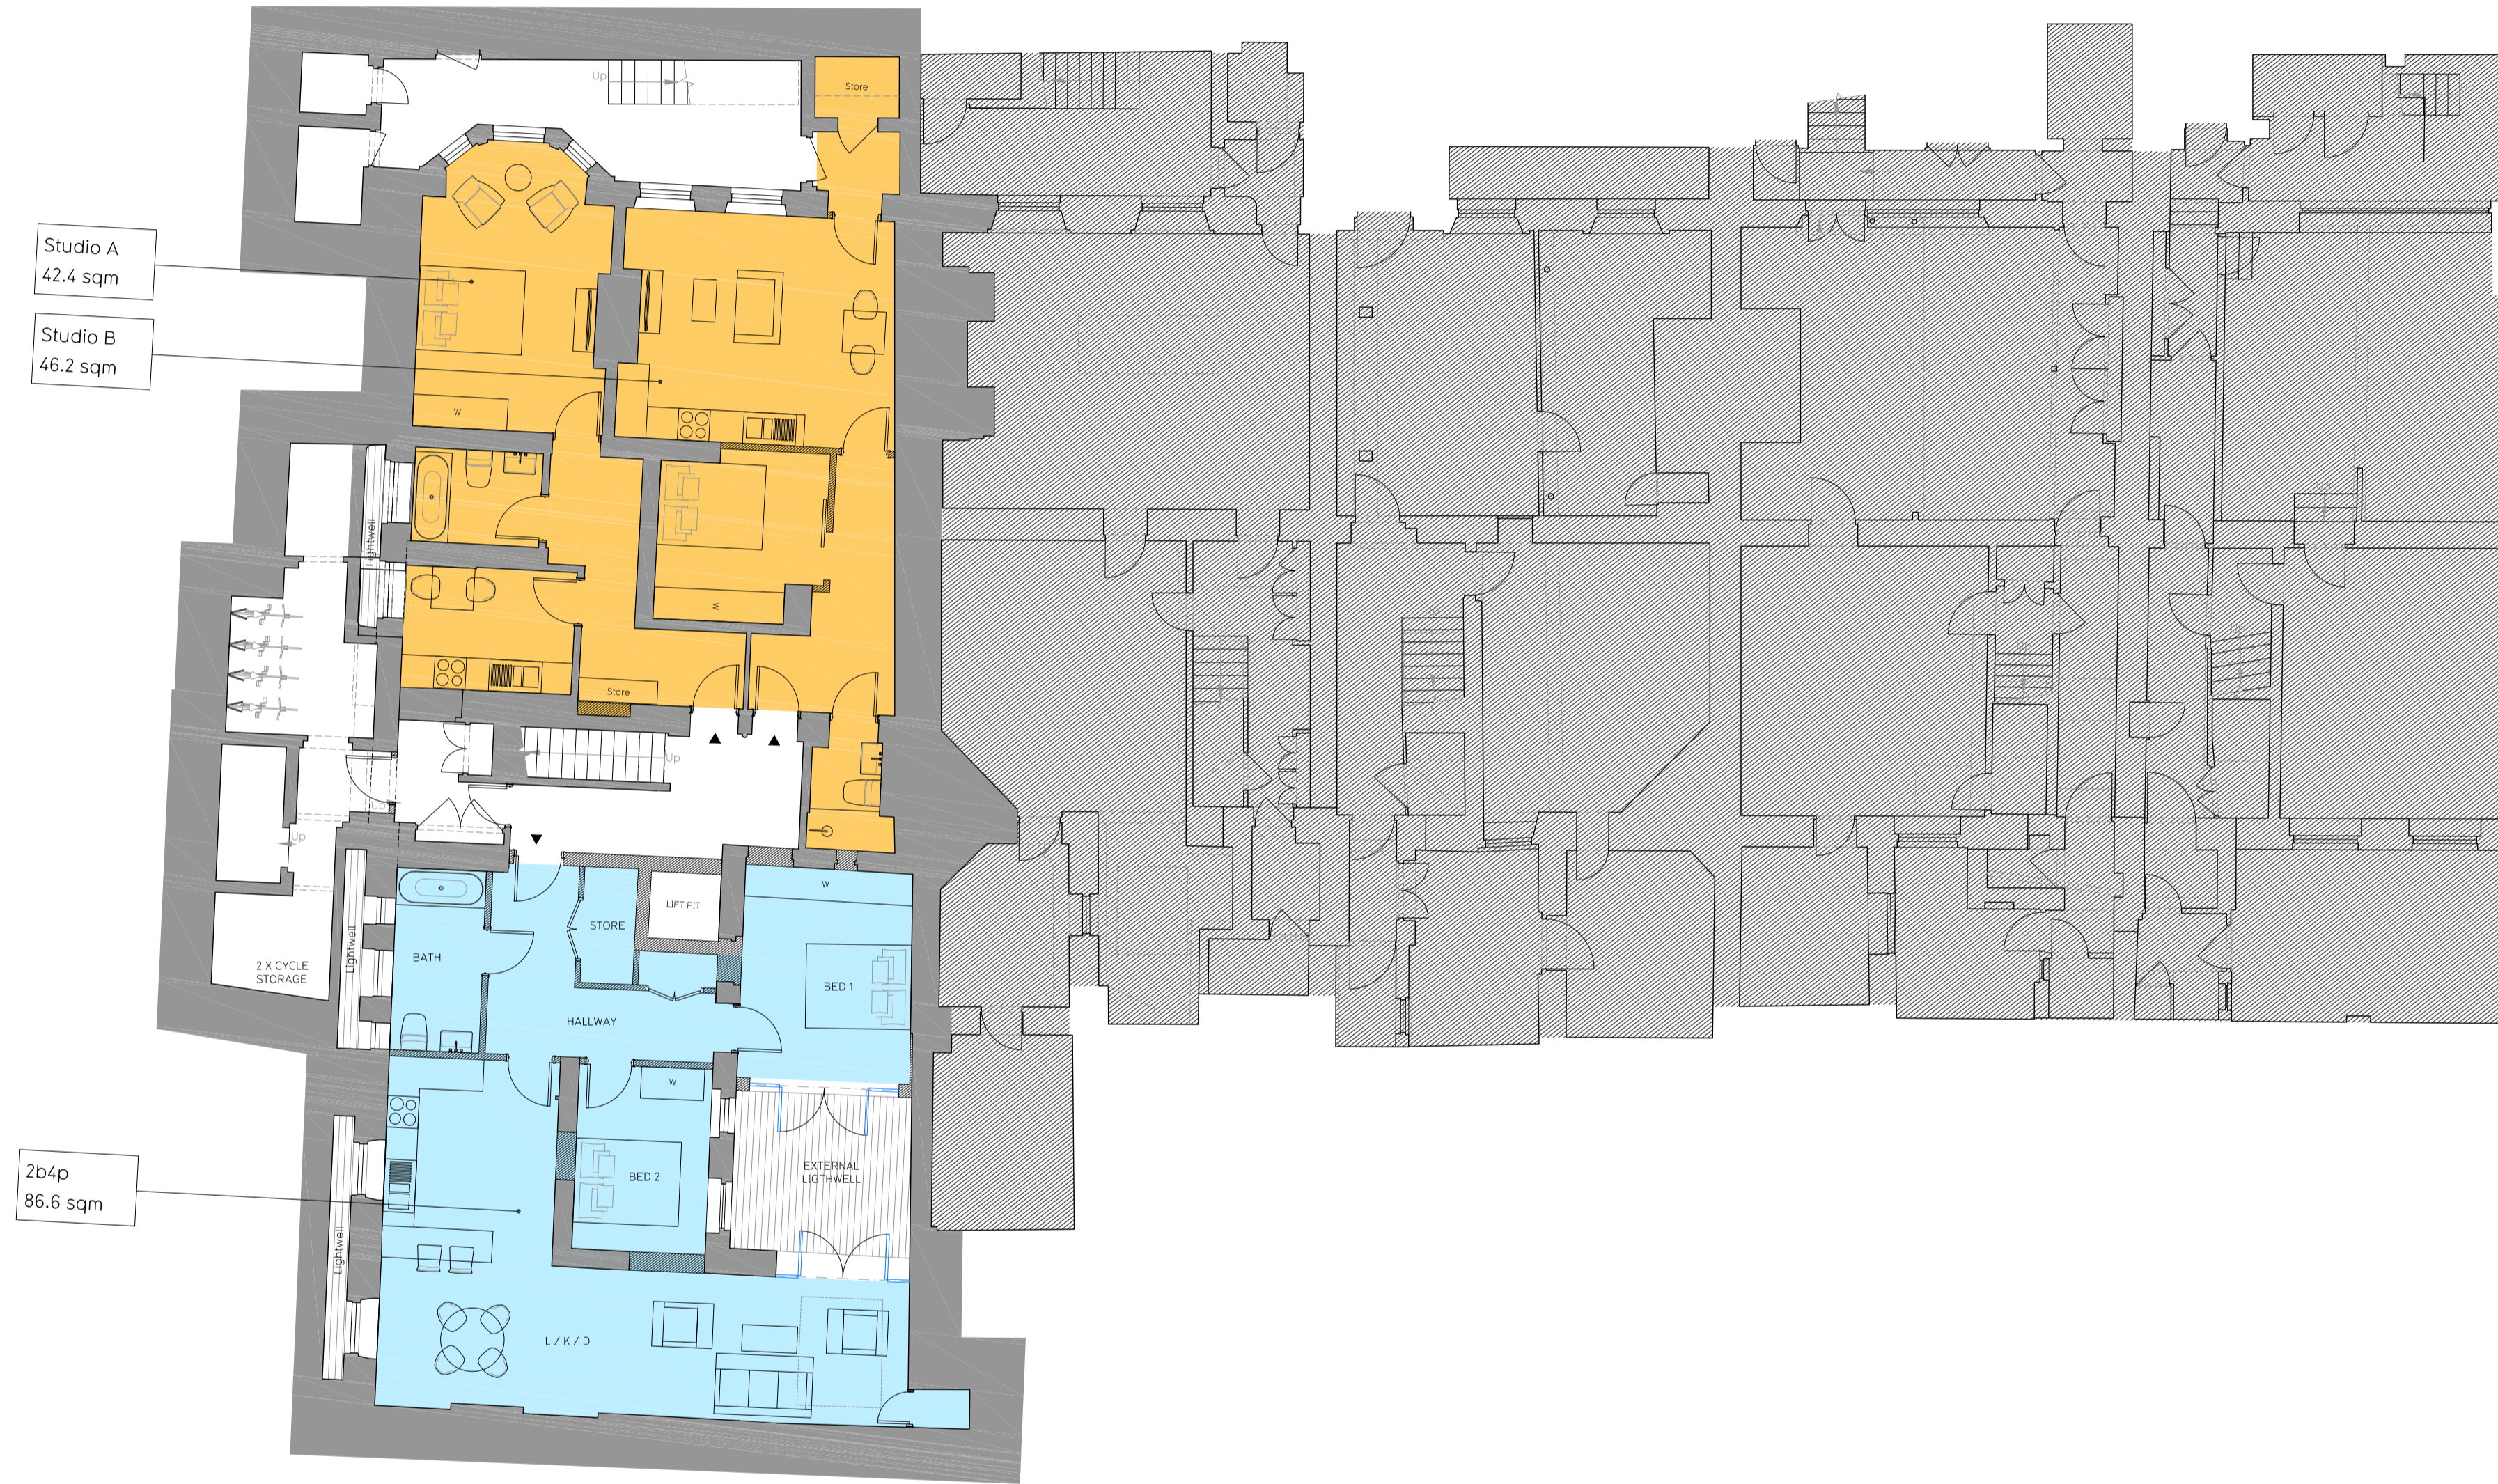 Up
Store
Studio A
42.4 sqm
Studio B
46.2 sqm
W
Lightwell
W
Store
Up
Up
Up
W
LIFT PIT
STORE
BATH
Lightwell
2 X CYCLE
STORAGE
BED 1
HALLWAY
W
EXTERNAL
LIGTHWELL
BED 2
2b4p
86.6 sqm
Lightwell
L / K / D